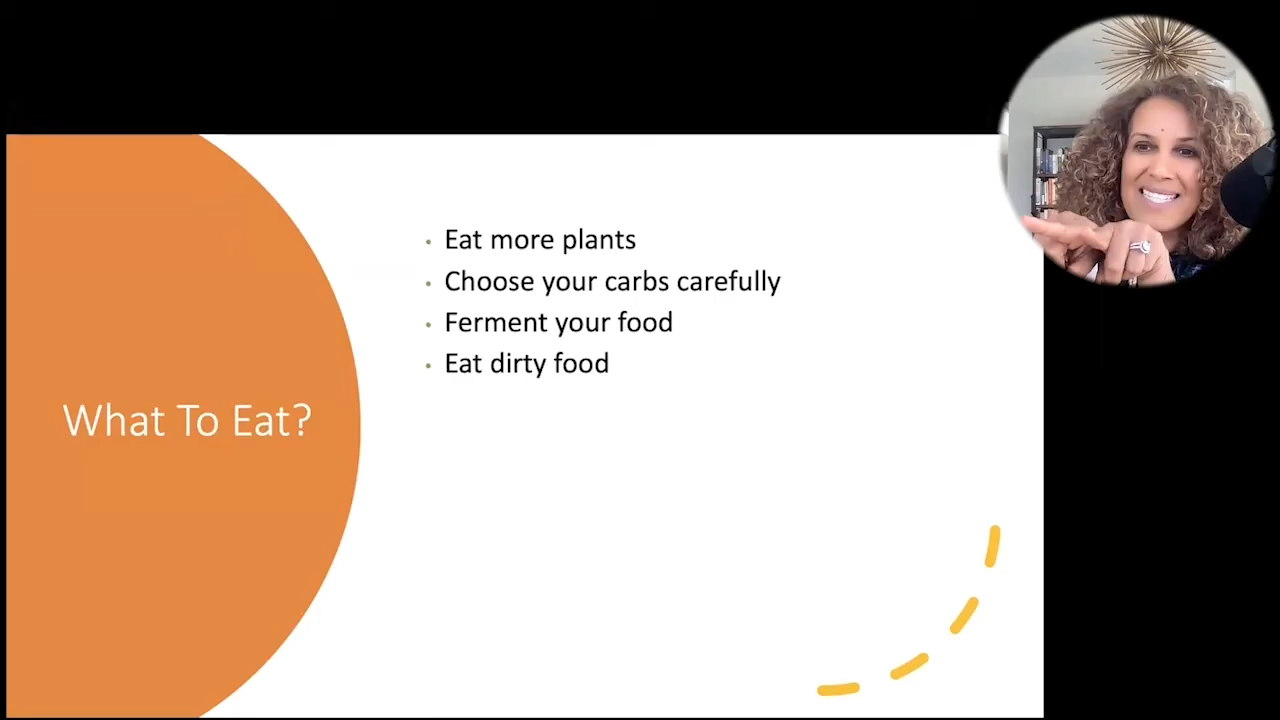 What To Eat?
Eat more plants
Choose your carbs carefully
Ferment your food
Eat dirty food